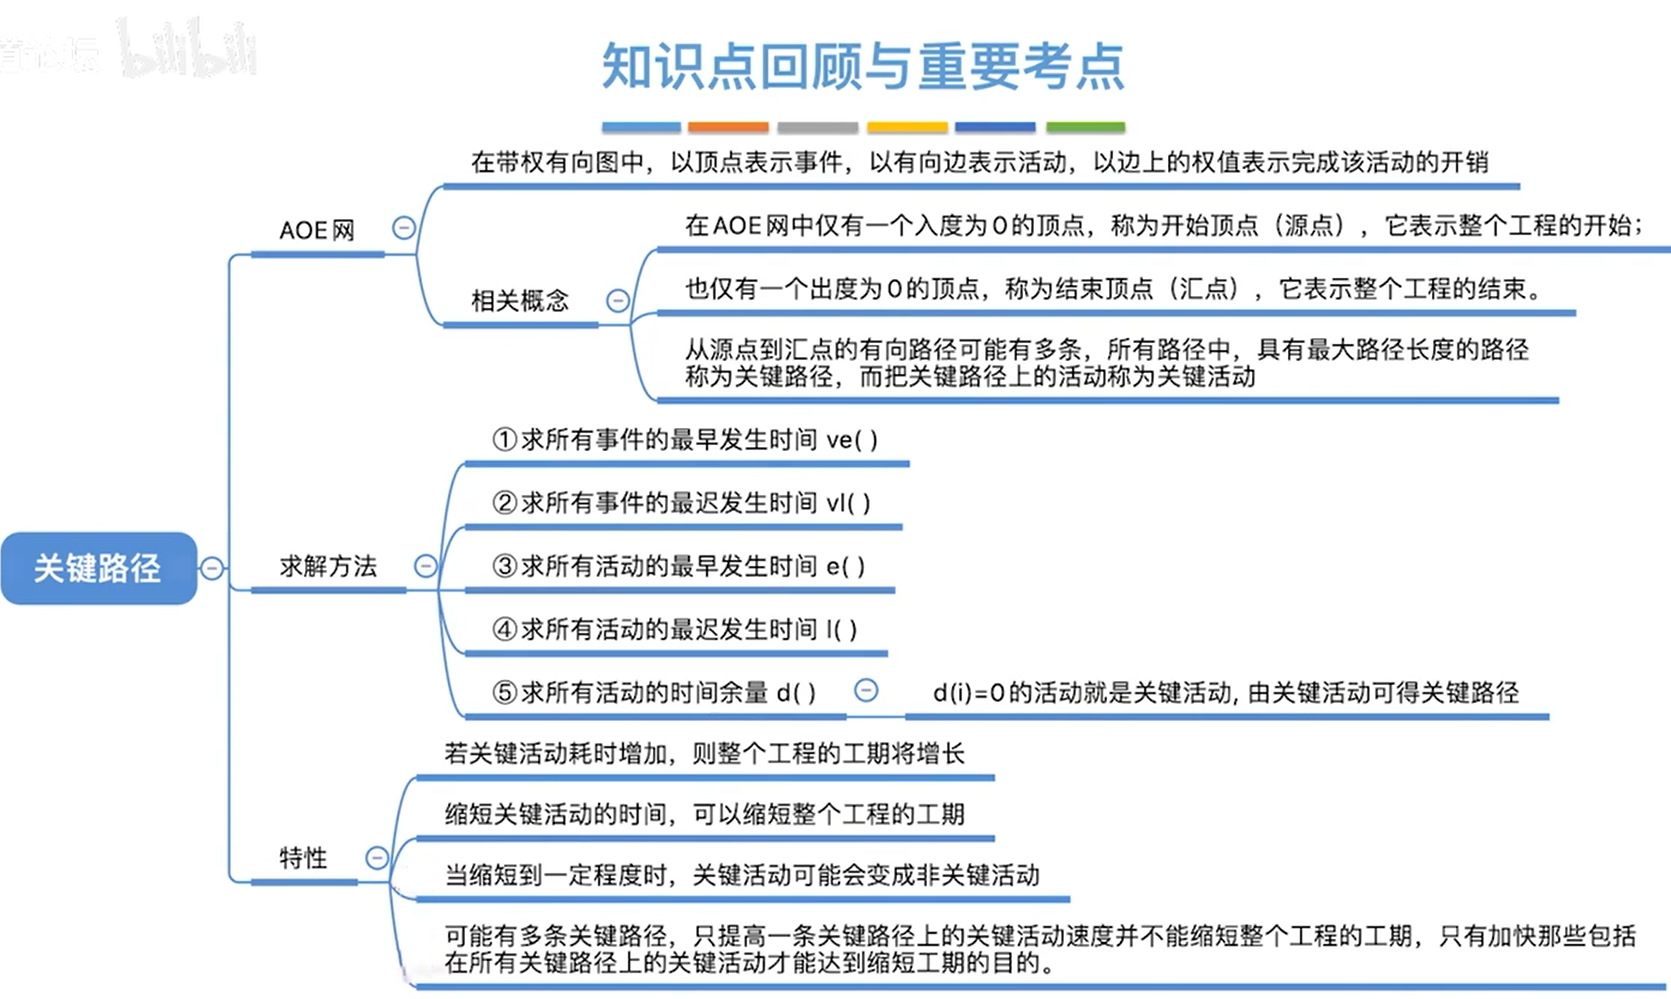 bilibili
知识点回顾与重要考点
在带权有向图中，以顶点表示事件，以有向边表示活动，以边上的权值表示完成该活动的开销
AOE网
在AOE网中仅有一个入度为0的顶点，称为开始顶点（源点），它表示整个工程的开始；
相关概念
也仅有一个出度为0的顶点，称为结束顶点（汇点），它表示整个工程的结束。
从源点到汇点的有向路径可能有多条，所有路径中，具有最大路径长度的路径
称为关键路径，而把关键路径上的活动称为关键活动
①求所有事件的最早发生时间 ve( )
②求所有事件的最迟发生时间 vl( )
关键路径
求解方法
③求所有活动的最早发生时间 e( )
④求所有活动的最迟发生时间 l( )
⑤求所有活动的时间余量 d( )
d(i)=0的活动就是关键活动, 由关键活动可得关键路径
若关键活动耗时增加，则整个工程的工期将增长
缩短关键活动的时间，可以缩短整个工程的工期
特性
当缩短到一定程度时，关键活动可能会变成非关键活动
可能有多条关键路径，只提高一条关键路径上的关键活动速度并不能缩短整个工程的工期，只有加快那些包括
在所有关键路径上的关键活动才能达到缩短工期的目的。